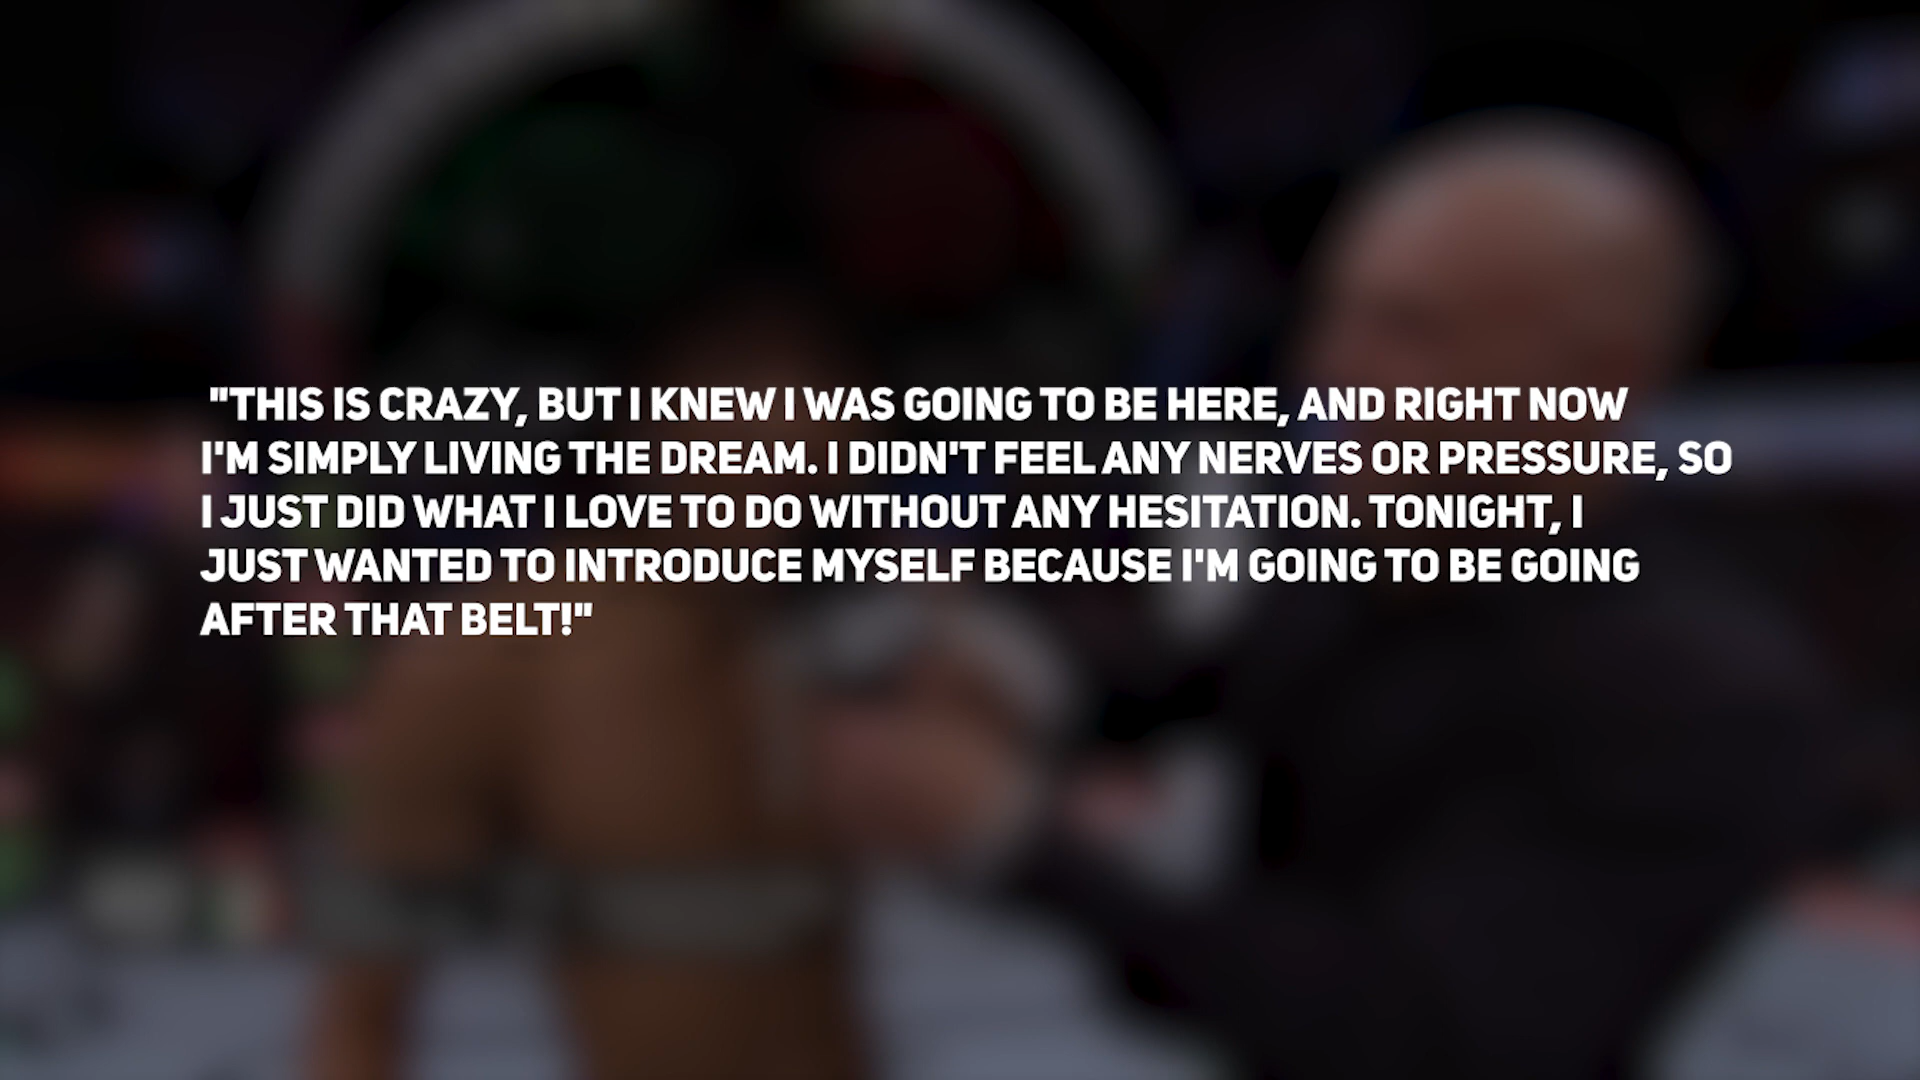 "THIS IS CRAZY, BUT I KNEW I WAS GOING TO BE HERE, AND RIGHT NOW
I'M SIMPLY LIVING THE DREAM. I DIDN'T FEEL ANY NERVES OR PRESSURE, SO
I JUST DID WHAT I LOVE TO DO WITHOUT ANY HESITATION. TONIGHT, I
JUST WANTED TO INTRODUCE MYSELF BECAUSE I'M GOING TO BE GOING
AFTER THAT BELT!"